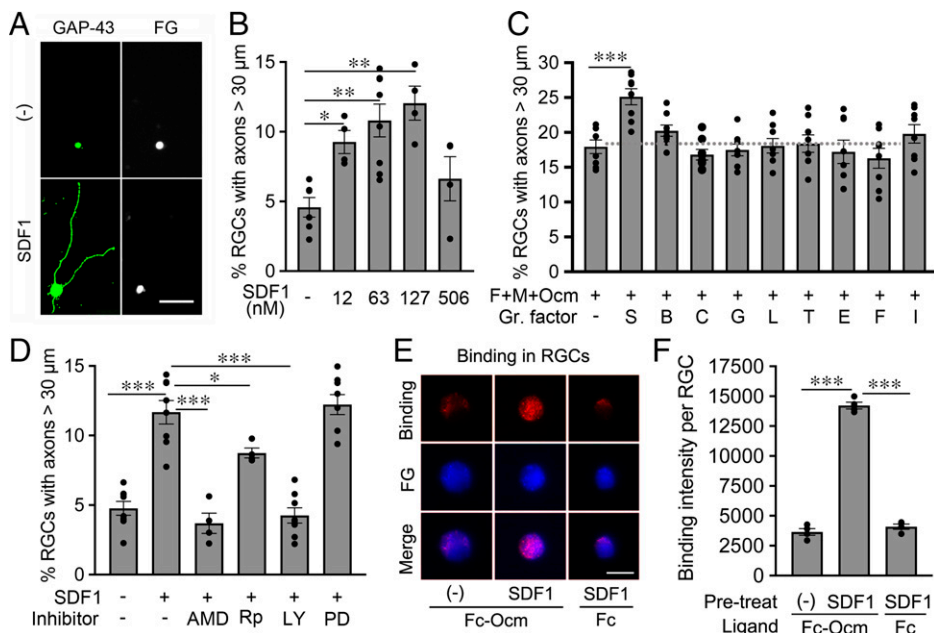 A
GAP-43 FG
(-)
SDF1
B
% RGCs with axons > 30 µm
15
10
5
0
** 
**
*
SDF1 - 12 63 127 506
(nM)
C
% RGCs with axons > 30 µm
30
25
20
15
10
5
0
***
F+M+Ocm + + + + + + + + + +
Gr. factor - S B C G L T E F I
D
% RGCs with axons > 30 µm
15
10
5
0
***
***
*
***
SDF1 - + + + + +
Inhibitor - - AMD Rp LY PD
E
Binding in RGCs
Binding
FG
Merge
(-) SDF1 SDF1
Fc-Ocm Fc
F
Binding intensity per RGC
17500
15000
12500
10000
7500
5000
2500
0
*** ***
Pre-treat (-) SDF1 SDF1
Ligand Fc-Ocm Fc